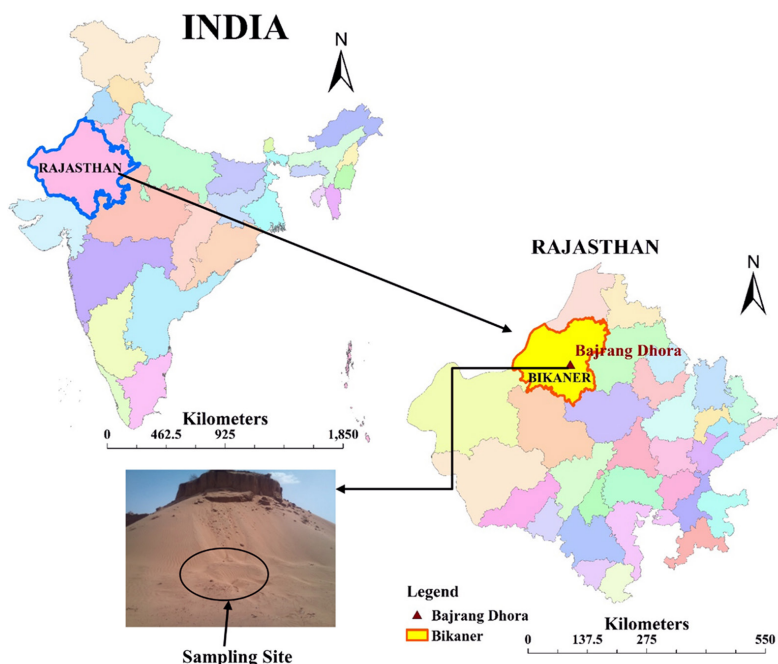 INDIA
N
RAJASTHAN
Kilometers
0 462.5 925 1,850
RAJASTHAN
N
Bajrang Dhora
BIKANER
Legend
Bajrang Dhora
Bikaner
Kilometers
0 137.5 275 550
Sampling Site